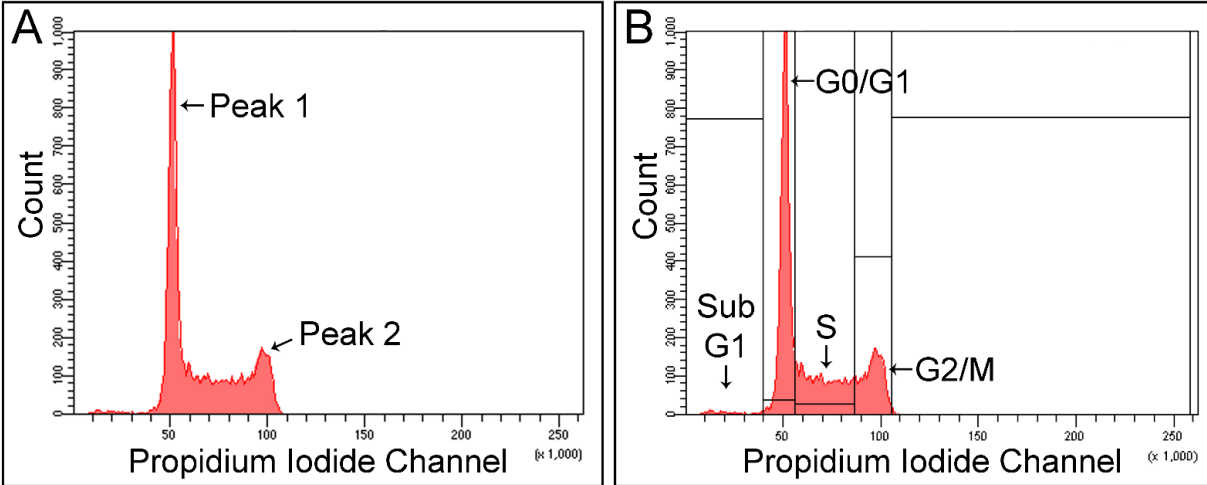 A
Count
1,000
900
800
700
600
500
400
300
200
100
0
← Peak 1
Peak 2
50 100 150 200 250
(x 1,000)
Propidium Iodide Channel
B
Count
1,000
900
800
700
600
500
400
300
200
100
0
←G0/G1
Sub
G1
S
←G2/M
50 100 150 200 250
(x 1,000)
Propidium Iodide Channel